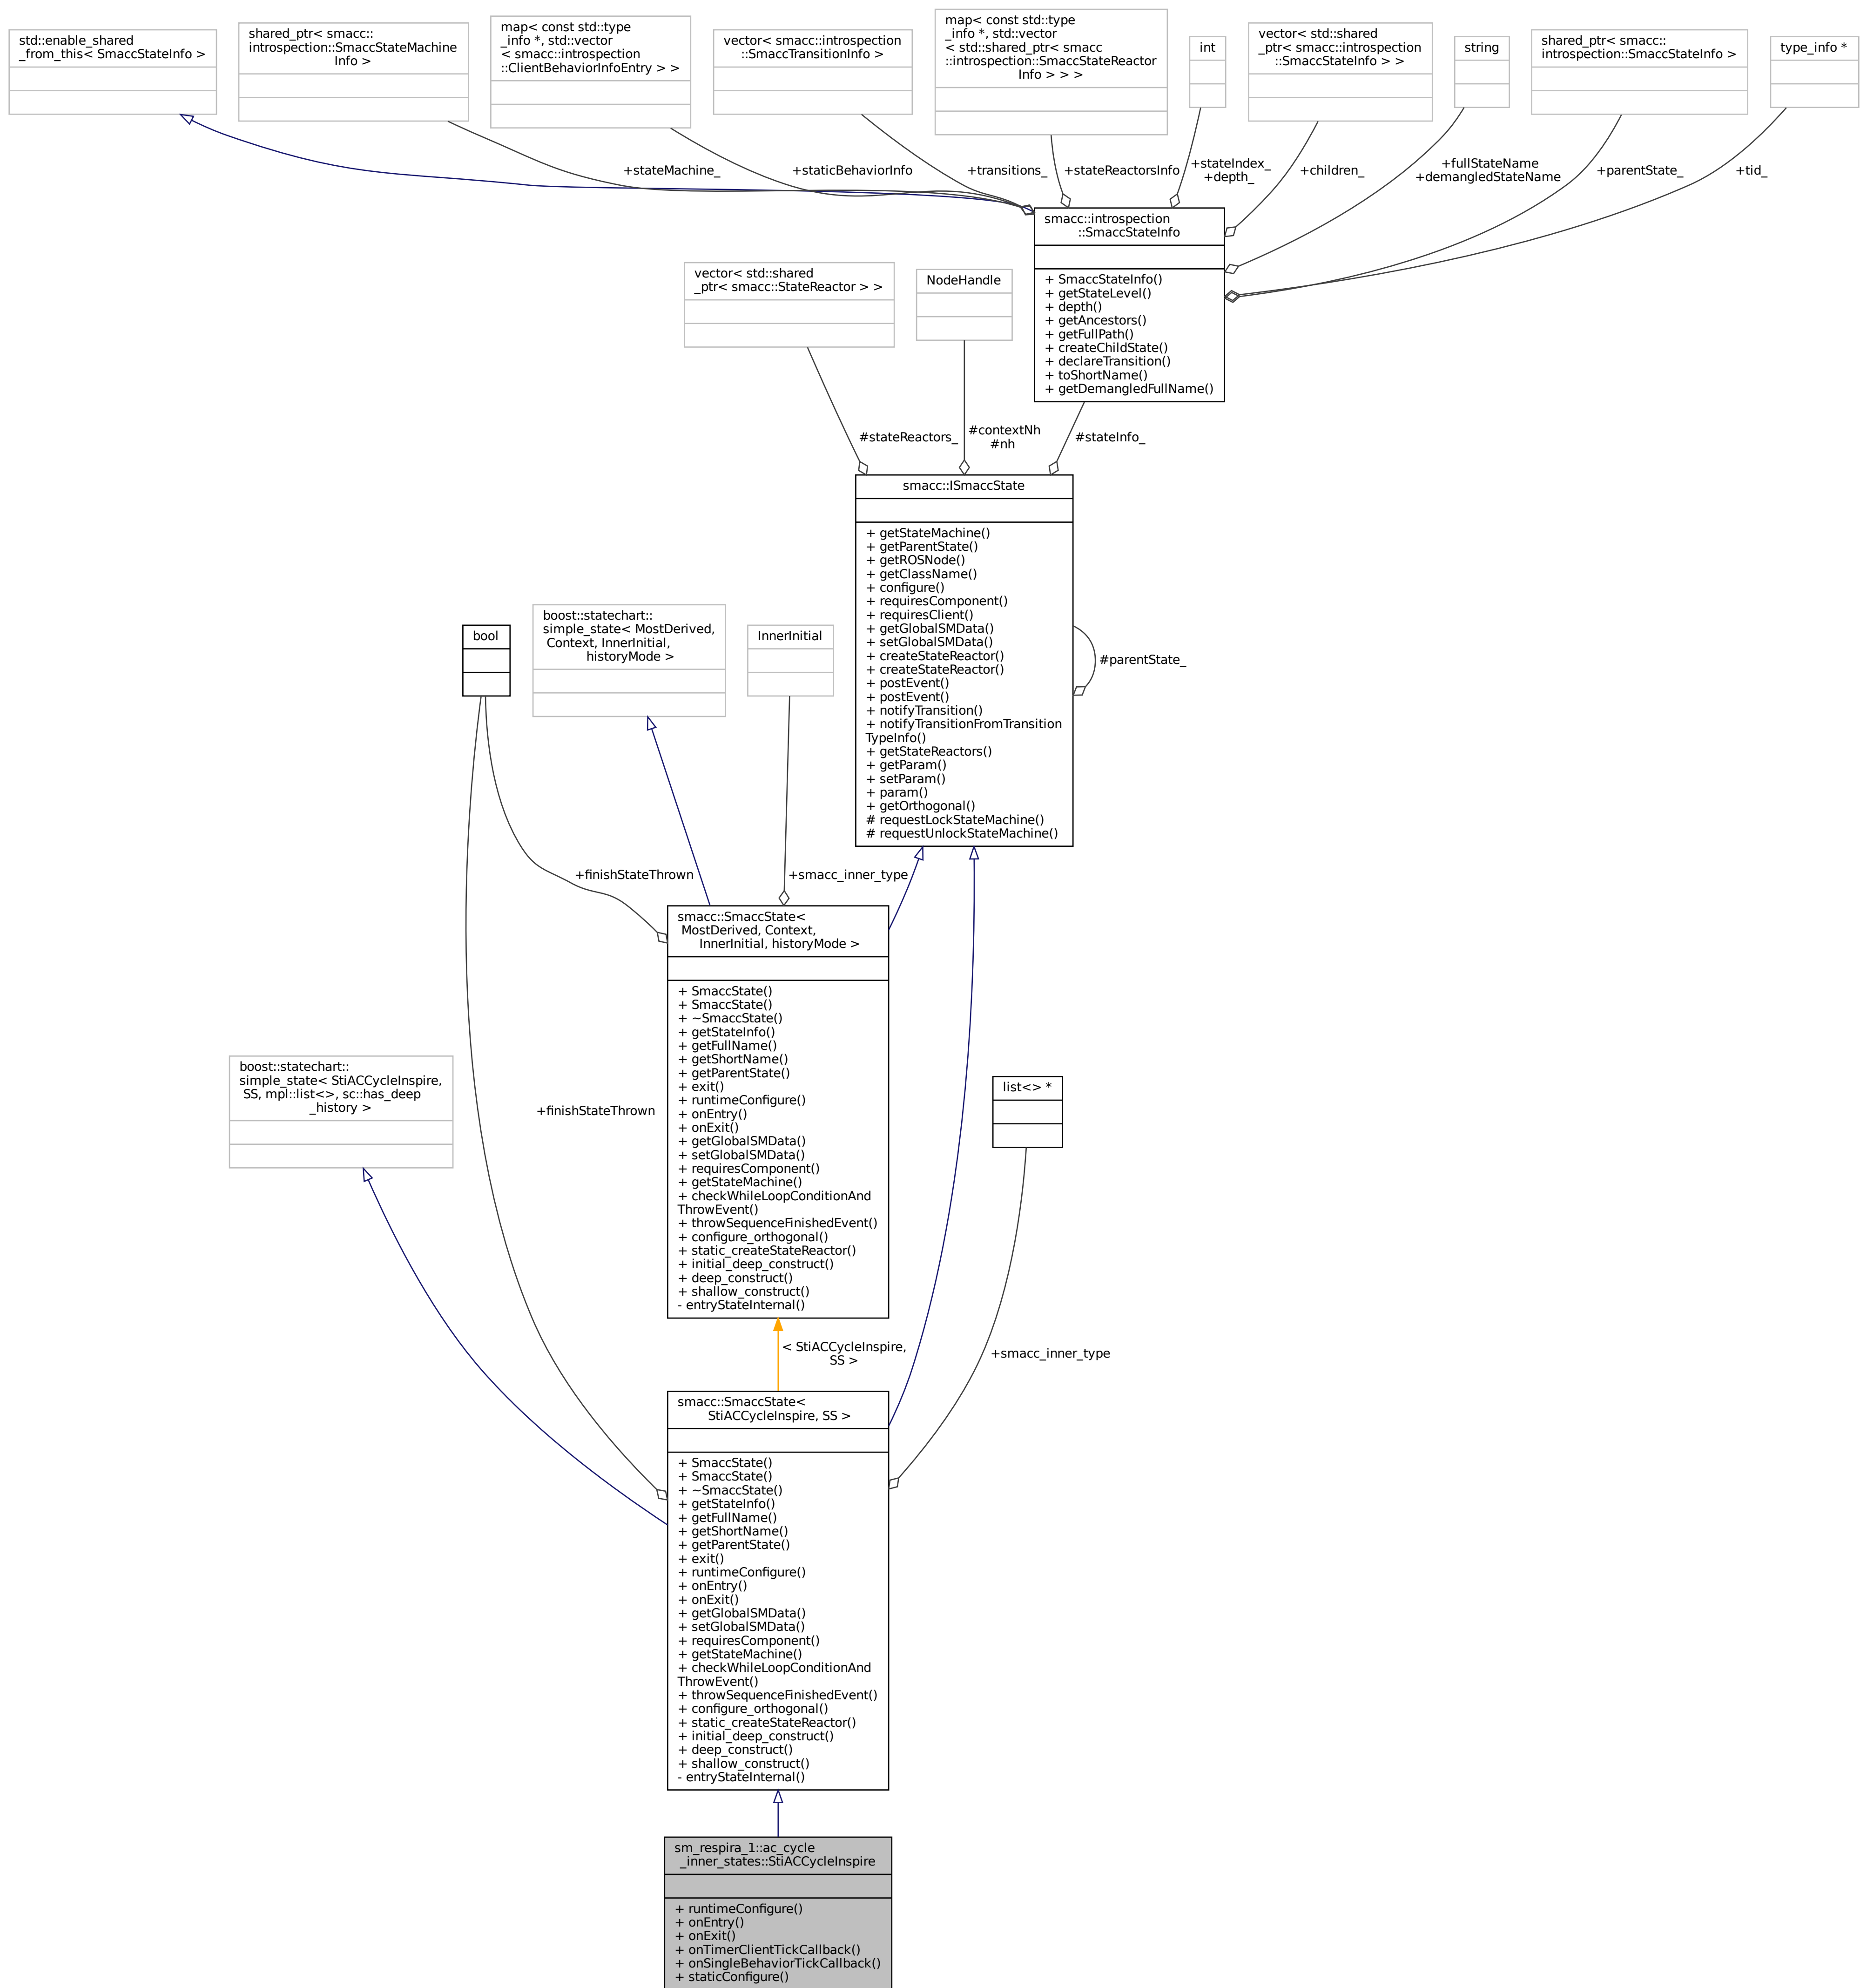 std::enable_shared
_from_this< SmaccStateInfo >
shared_ptr< smacc::
introspection::SmaccStateMachine
Info >
map< const std::type
_info *, std::vector
< smacc::introspection
::ClientBehaviorInfoEntry > >
vector< smacc::introspection
::SmaccTransitionInfo >
map< const std::type
_info *, std::vector
< std::shared_ptr< smacc
::introspection::SmaccStateReactor
Info > > >
int
vector< std::shared
_ptr< smacc::introspection
::SmaccStateInfo > >
string
shared_ptr< smacc::
introspection::SmaccStateInfo >
type_info *
+stateMachine_
+staticBehaviorInfo
+transitions_
+stateReactorsInfo
+stateIndex_
+depth_
+children_
+fullStateName
+demangledStateName
+parentState_
+tid_
smacc::introspection
::SmaccStateInfo
+ SmaccStateInfo()
+ getStateLevel()
+ depth()
+ getAncestors()
+ getFullPath()
+ createChildState()
+ declareTransition()
+ toShortName()
+ getDemangledFullName()
vector< std::shared
_ptr< smacc::StateReactor > >
NodeHandle
#stateReactors_
#contextNh
#nh
#stateInfo_
smacc::ISmaccState
+ getStateMachine()
+ getParentState()
+ getROSNode()
+ getClassName()
+ configure()
+ requiresComponent()
+ requiresClient()
+ getGlobalSMData()
+ setGlobalSMData()
+ createStateReactor()
+ createStateReactor()
+ postEvent()
+ postEvent()
+ notifyTransition()
+ notifyTransitionFromTransition
TypeInfo()
+ getStateReactors()
+ getParam()
+ setParam()
+ param()
+ getOrthogonal()
# requestLockStateMachine()
# requestUnlockStateMachine()
#parentState_
bool
boost::statechart::
simple_state< MostDerived,
Context, InnerInitial,
historyMode >
InnerInitial
+finishStateThrown
+smacc_inner_type
smacc::SmaccState<
MostDerived, Context,
InnerInitial, historyMode >
+ SmaccState()
+ SmaccState()
+ ~SmaccState()
+ getStateInfo()
+ getFullName()
+ getShortName()
+ getParentState()
+ exit()
+ runtimeConfigure()
+ onEntry()
+ onExit()
+ getGlobalSMData()
+ setGlobalSMData()
+ requiresComponent()
+ getStateMachine()
+ checkWhileLoopConditionAnd
ThrowEvent()
+ throwSequenceFinishedEvent()
+ configure_orthogonal()
+ static_createStateReactor()
+ initial_deep_construct()
+ deep_construct()
+ shallow_construct()
- entryStateInternal()
boost::statechart::
simple_state< StiACCycleInspire,
SS, mpl::list<>, sc::has_deep
_history >
+finishStateThrown
list<> *
< StiACCycleInspire,
SS >
+smacc_inner_type
smacc::SmaccState<
StiACCycleInspire, SS >
+ SmaccState()
+ SmaccState()
+ ~SmaccState()
+ getStateInfo()
+ getFullName()
+ getShortName()
+ getParentState()
+ exit()
+ runtimeConfigure()
+ onEntry()
+ onExit()
+ getGlobalSMData()
+ setGlobalSMData()
+ requiresComponent()
+ getStateMachine()
+ checkWhileLoopConditionAnd
ThrowEvent()
+ throwSequenceFinishedEvent()
+ configure_orthogonal()
+ static_createStateReactor()
+ initial_deep_construct()
+ deep_construct()
+ shallow_construct()
- entryStateInternal()
sm_respira_1::ac_cycle
_inner_states::StiACCycleInspire
+ runtimeConfigure()
+ onEntry()
+ onExit()
+ onTimerClientTickCallback()
+ onSingleBehaviorTickCallback()
+ staticConfigure()